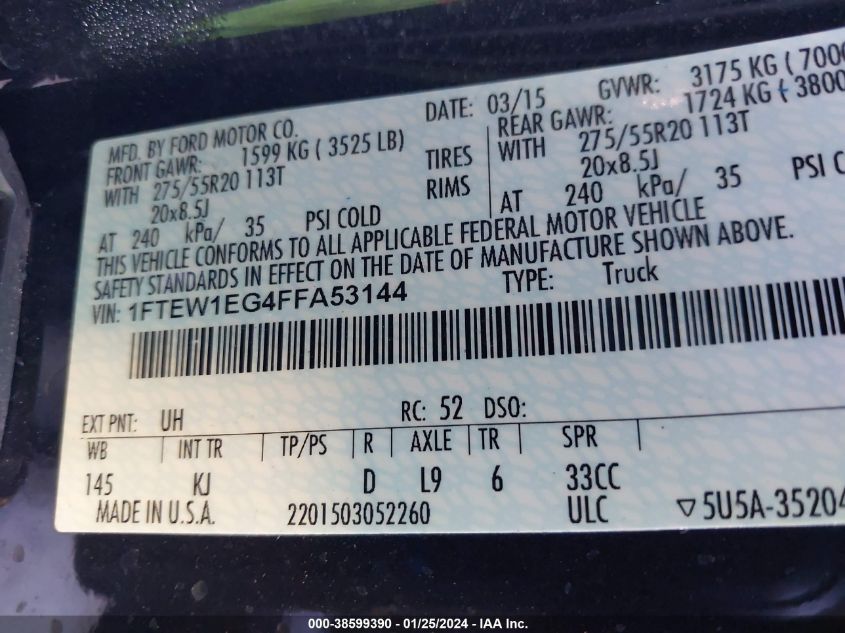 MFD. BY FORD MOTOR CO. DATE: 03/15 GVWR: 3175 KG ( 7000
FRONT GAWR: 1599 KG ( 3525 LB) REAR GAWR: 1724 KG ( 3800
WITH 275/55R20 113T TIRES WITH 275/55R20 113T
20x8.5J RIMS 20x8.5J
AT 240 kPa/ 35 PSI COLD AT 240 kPa/ 35 PSI
THIS VEHICLE CONFORMS TO ALL APPLICABLE FEDERAL MOTOR VEHICLE
SAFETY STANDARDS IN EFFECT ON THE DATE OF MANUFACTURE SHOWN ABOVE.
VIN: 1FTEW1EG4FFA53144 TYPE: Truck
EXT PNT: UH RC: 52 DSO:
WB INT TR TP/PS R AXLE TR SPR
145 KJ D L9 6 33CC
MADE IN U.S.A. 2201503052260 ULC ▽5U5A-35204
000-38599390 - 01/25/2024 - IAA Inc.